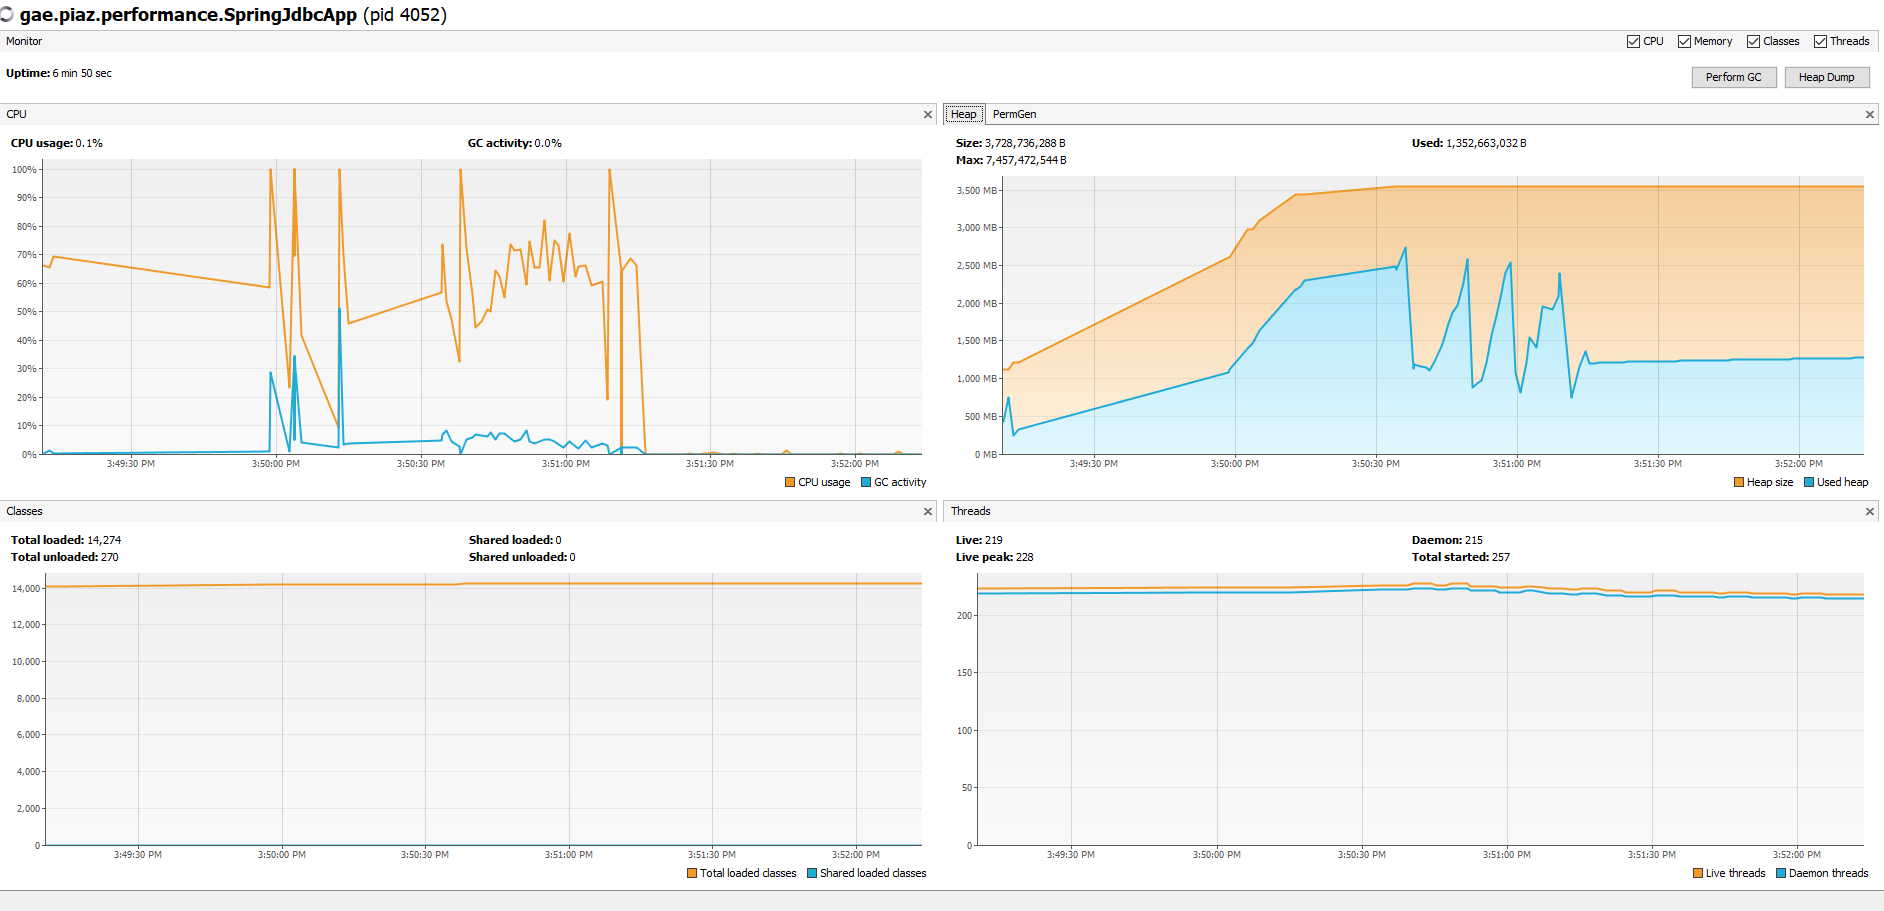 gae.piaz.performance.SpringJdbcApp (pid 4052)
Monitor
CPU Memory Classes Threads
Uptime: 6 min 50 sec
Perform GC Heap Dump
CPU
CPU usage: 0.1% GC activity: 0.0%
100%
90%
80%
70%
60%
50%
40%
30%
20%
10%
0%
3:49:30 PM 3:50:00 PM 3:50:30 PM 3:51:00 PM 3:51:30 PM 3:52:00 PM
CPU usage GC activity
Heap PermGen
Size: 3,728,736,288 B Used: 1,352,663,032 B
Max: 7,457,472,544 B
3,500 MB
3,000 MB
2,500 MB
2,000 MB
1,500 MB
1,000 MB
500 MB
0 MB
3:49:30 PM 3:50:00 PM 3:50:30 PM 3:51:00 PM 3:51:30 PM 3:52:00 PM
Heap size Used heap
Classes
Total loaded: 14,274 Shared loaded: 0
Total unloaded: 270 Shared unloaded: 0
14,000
12,000
10,000
8,000
6,000
4,000
2,000
0
3:49:30 PM 3:50:00 PM 3:50:30 PM 3:51:00 PM 3:51:30 PM 3:52:00 PM
Total loaded classes Shared loaded classes
Threads
Live: 219 Daemon: 215
Live peak: 228 Total started: 257
200
150
100
50
0
3:49:30 PM 3:50:00 PM 3:50:30 PM 3:51:00 PM 3:51:30 PM 3:52:00 PM
Live threads Daemon threads